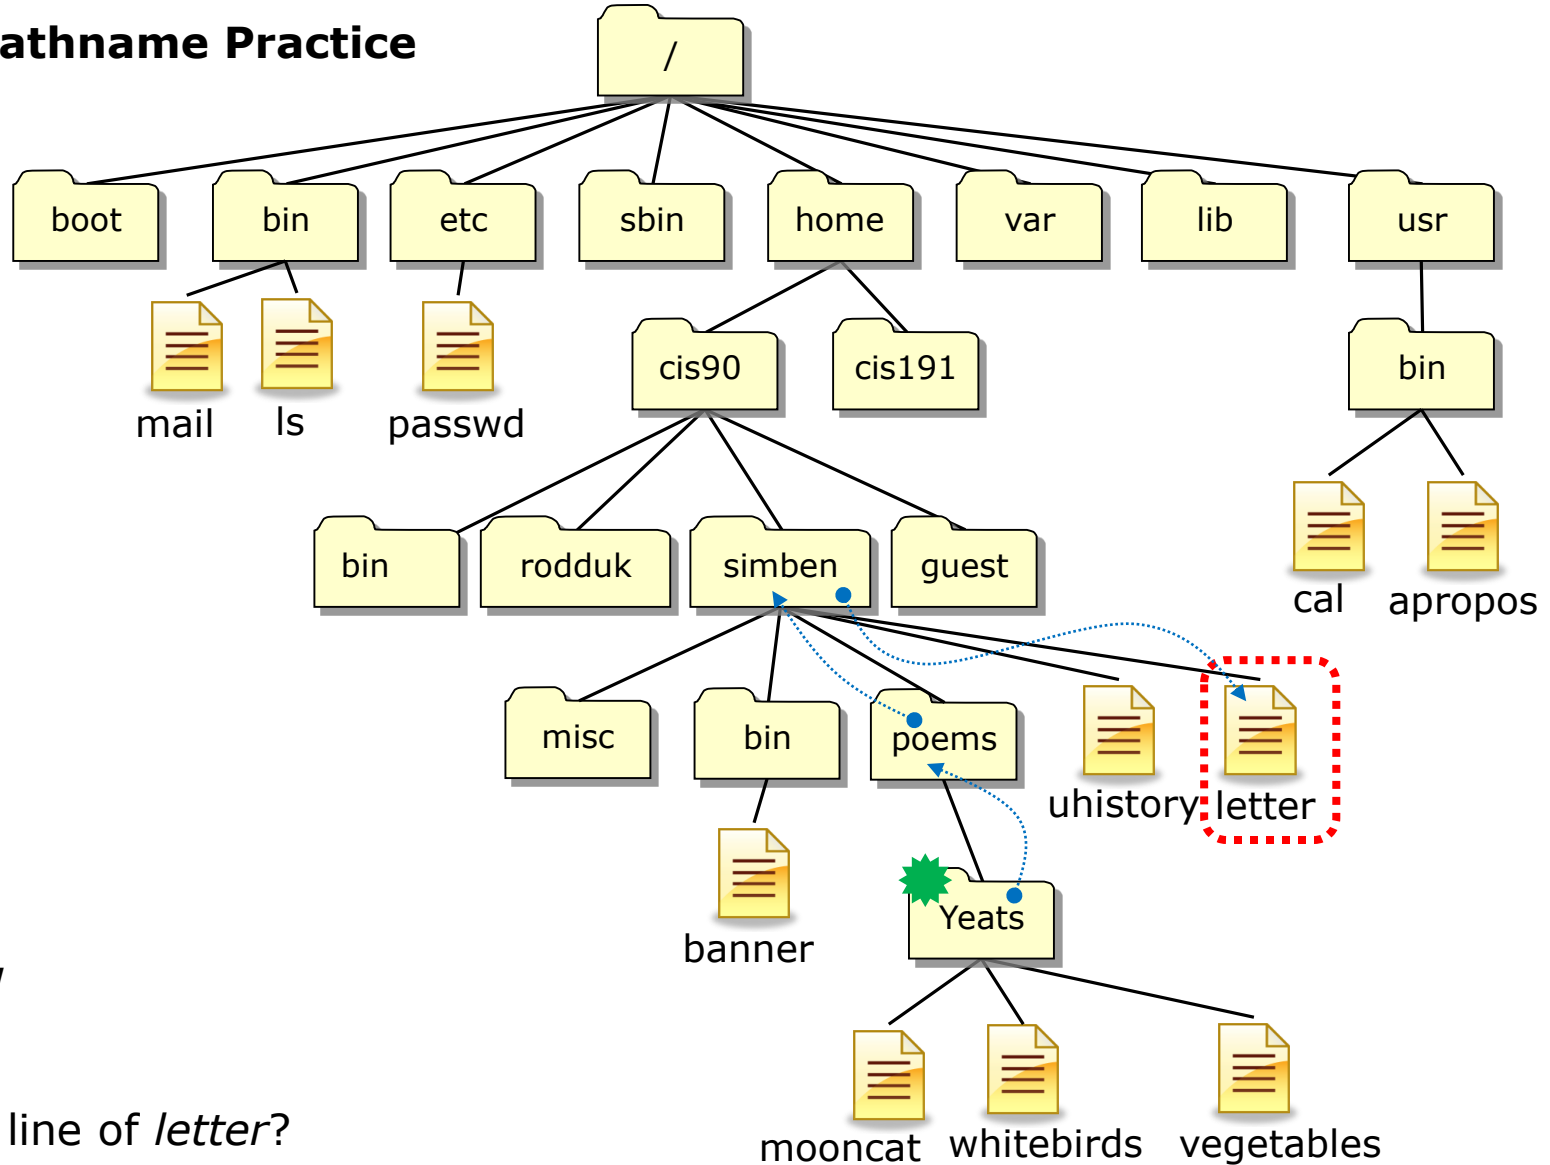 athname Practice
/
boot bin etc sbin home var lib usr
cis90 cis191 bin
mail ls passwd
bin rodduk simben guest
cal apropos
misc bin poems
uhistory letter
Yeats
banner
line of letter?
mooncat whitebirds vegetables